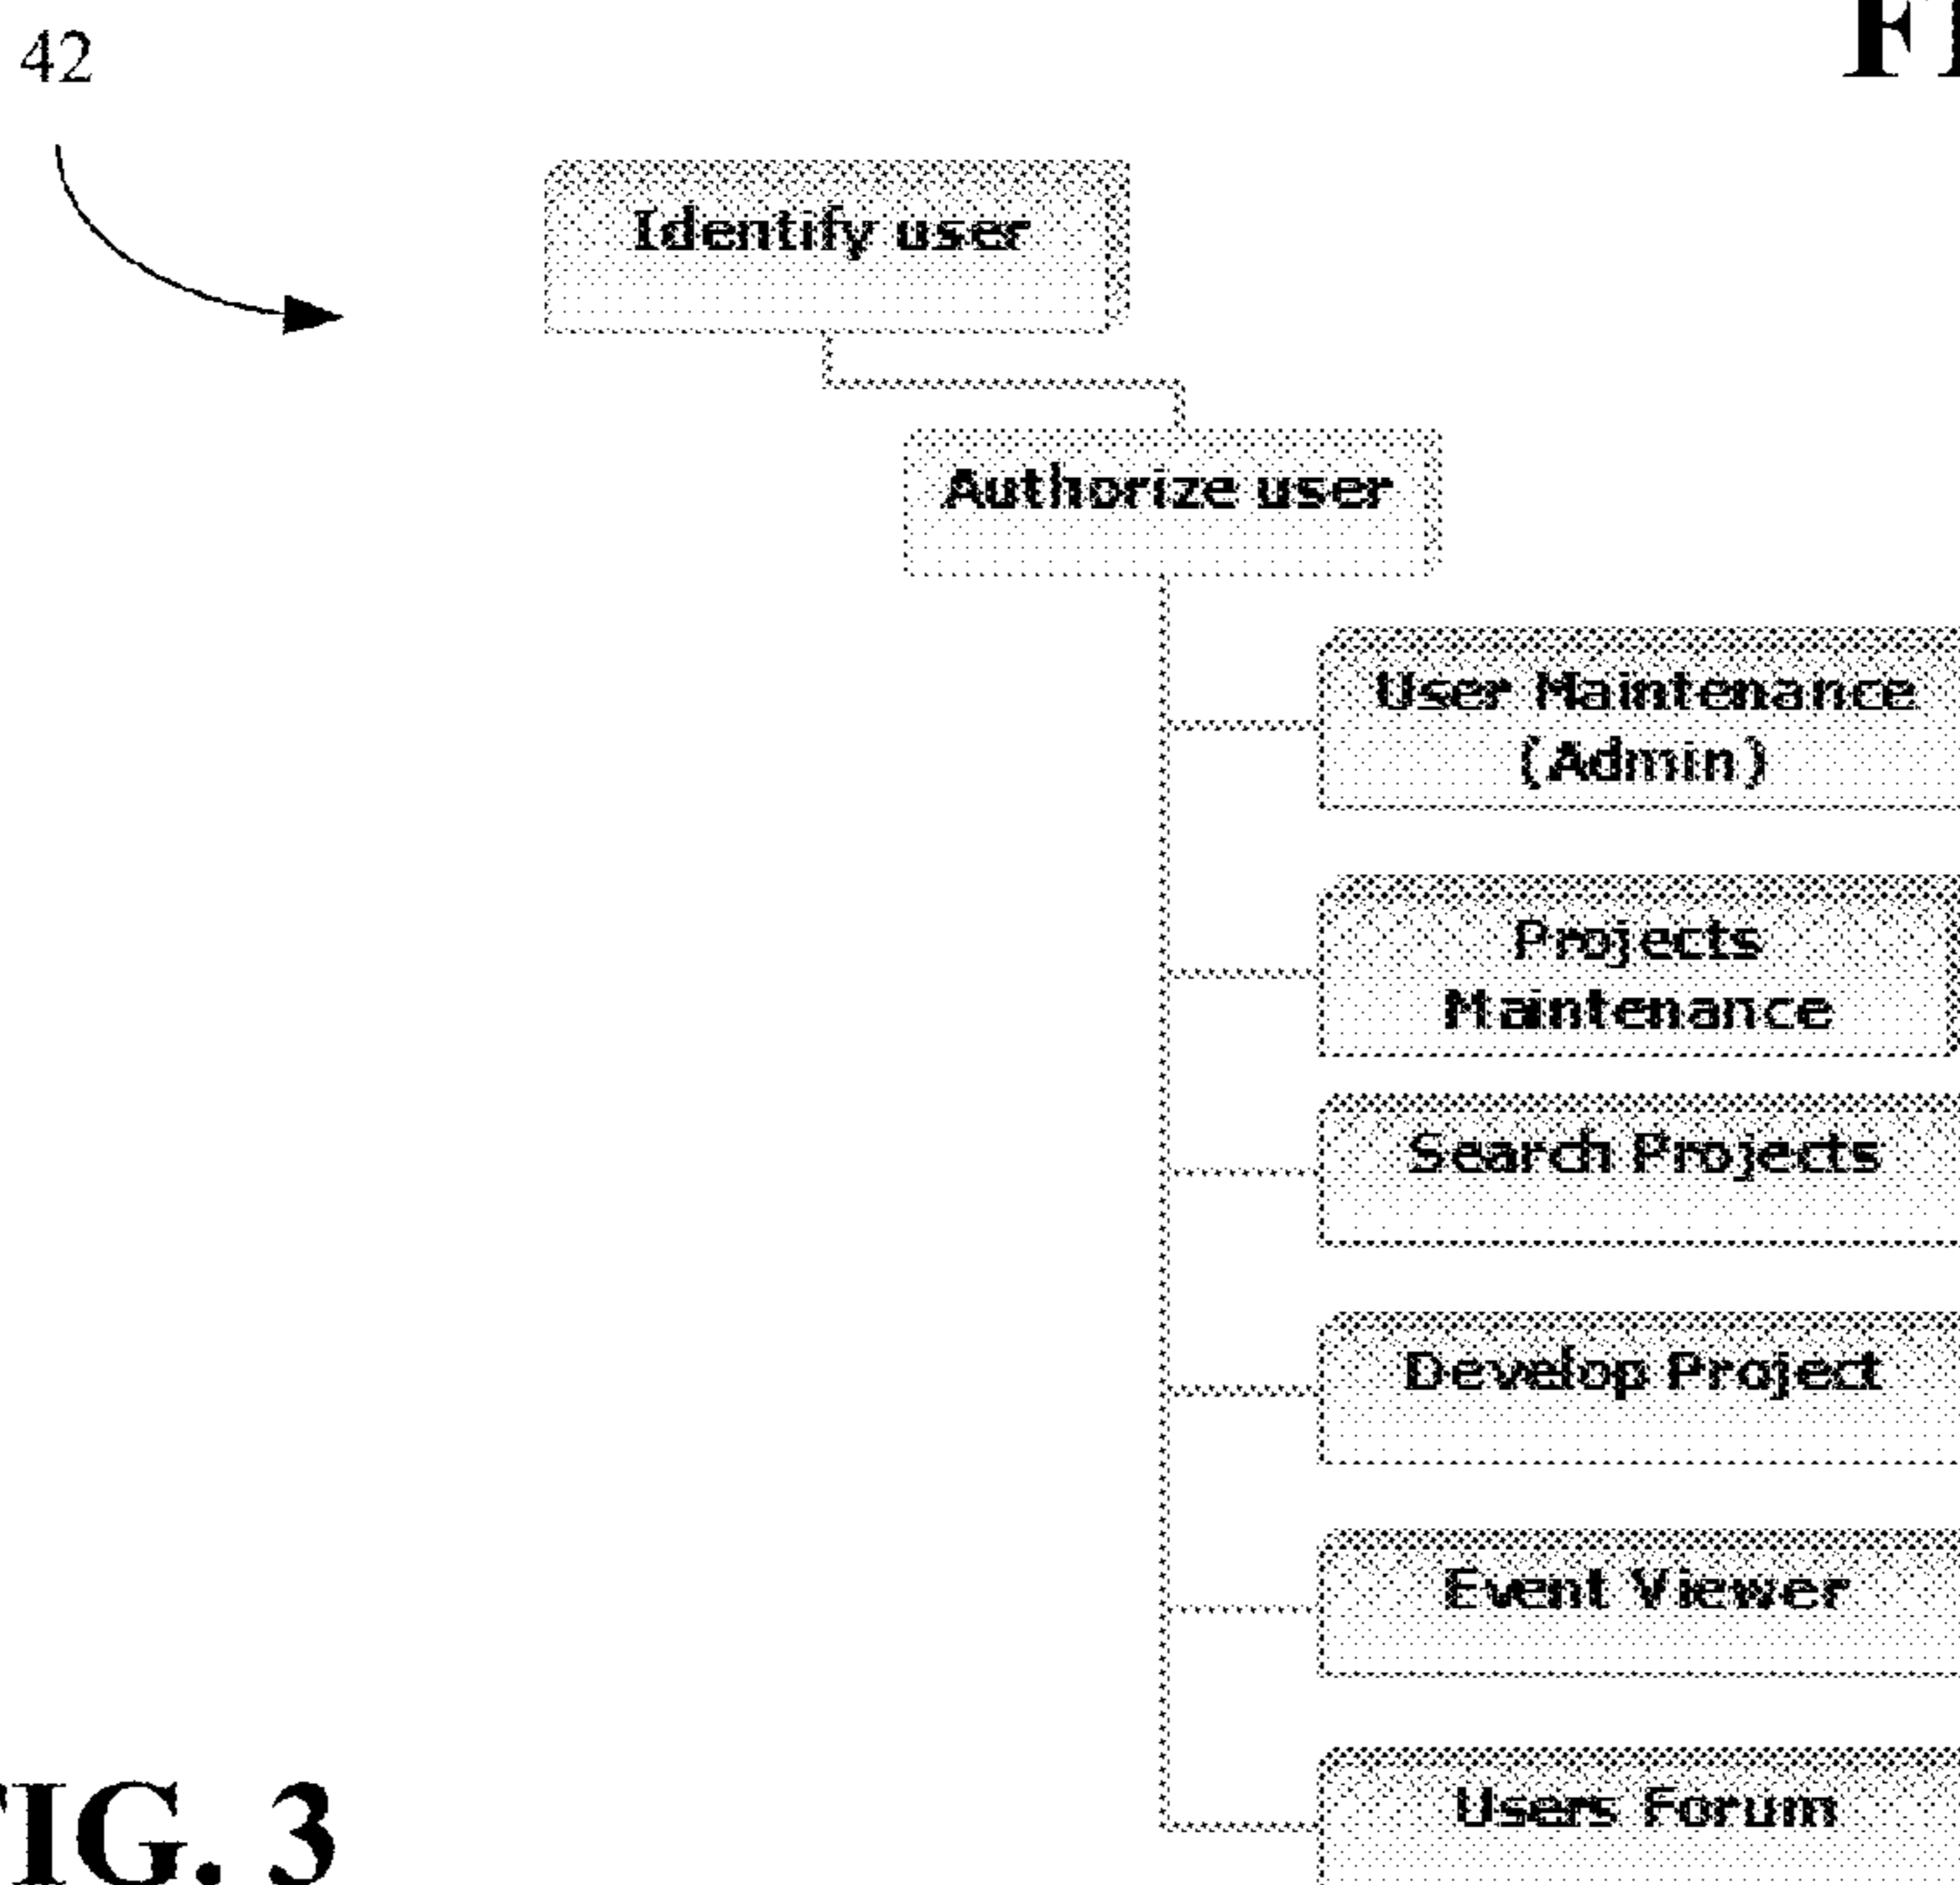 42
Identify user
Authorize user
User Maintenance
(Admin)
Projects
Maintenance
Search Projects
Develop Project
Event Viewer
Users Forum
IG. 3